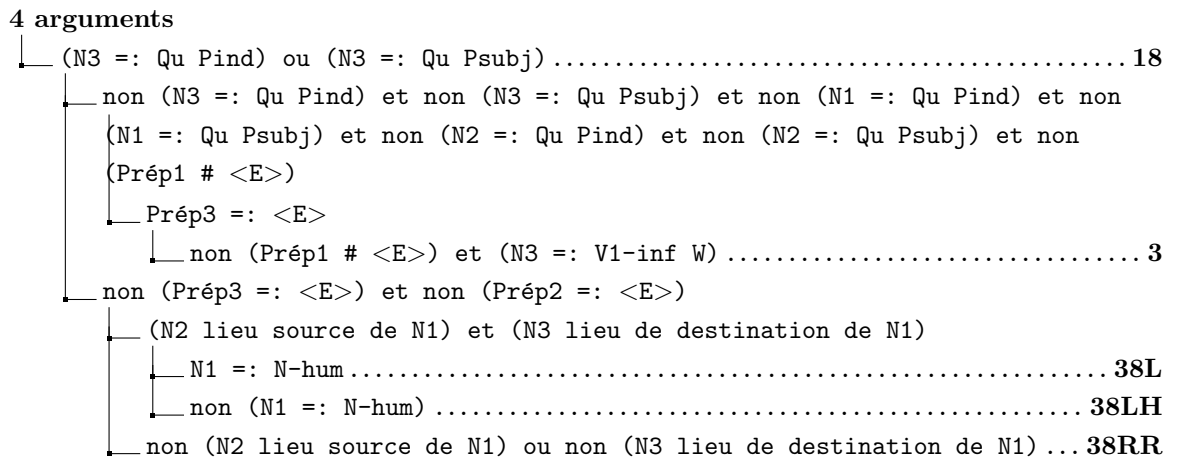 4 arguments
(N3 =: Qu Pind) ou (N3 =: Qu Psubj) ................................................ 18
non (N3 =: Qu Pind) et non (N3 =: Qu Psubj) et non (N1 =: Qu Pind) et non
(N1 =: Qu Psubj) et non (N2 =: Qu Pind) et non (N2 =: Qu Psubj) et non
(Prép1 # <E>)
Prép3 =: <E>
non (Prép1 # <E>) et (N3 =: V1-inf W) .................................. 3
non (Prép3 =: <E>) et non (Prép2 =: <E>)
(N2 lieu source de N1) et (N3 lieu de destination de N1)
N1 =: N-hum ............................................................... 38L
non (N1 =: N-hum) ..................................................... 38LH
non (N2 lieu source de N1) ou non (N3 lieu de destination de N1) ... 38RR